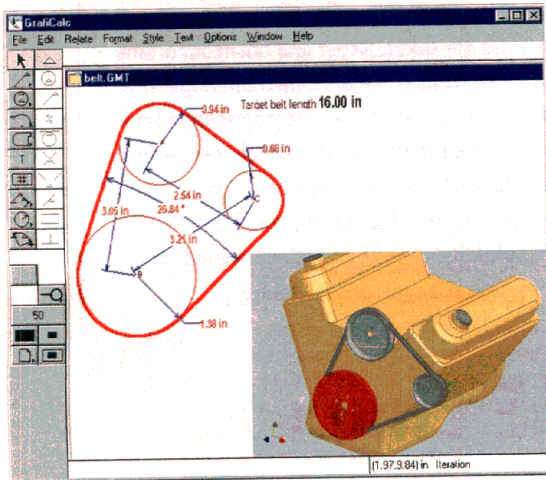 GrafiCalc
File Edit Relate Format Style Text Options Window Help
belt.GMT
0.94 in Target belt length 16.00 in
0.68 in
A
2.54 in
C
26.84 °
3.05 in
3.21 in
B
1.38 in
T
50
(1.97,9.84) in Iteration